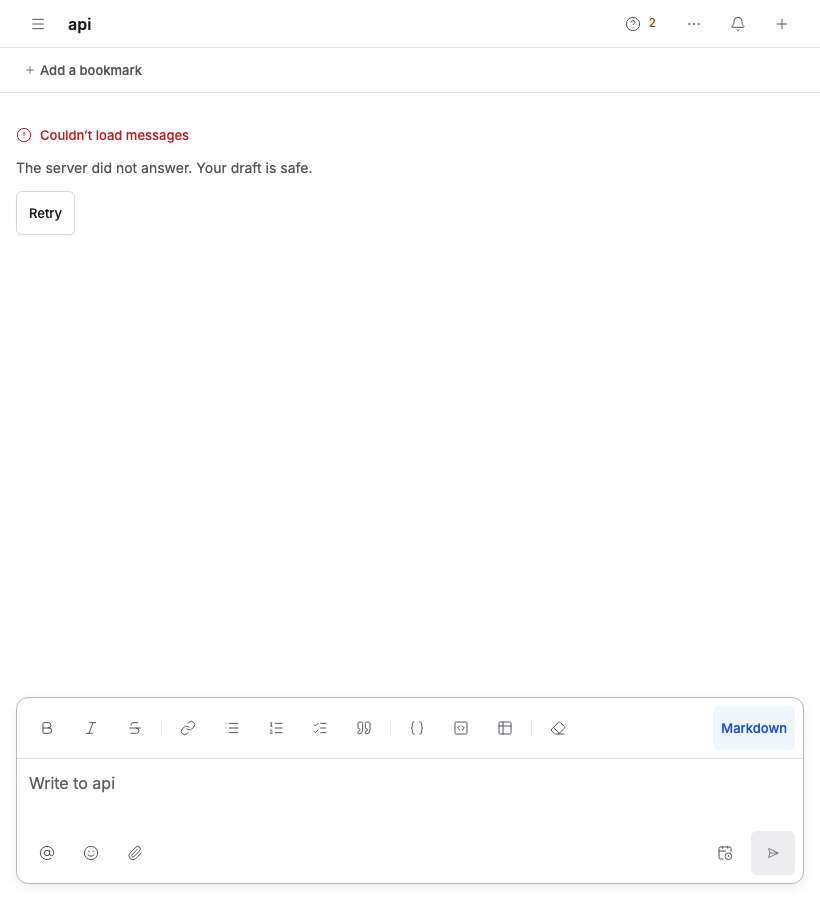 api
2
Add a bookmark
Couldn’t load messages
The server did not answer. Your draft is safe.
Retry
Markdown
Write to api